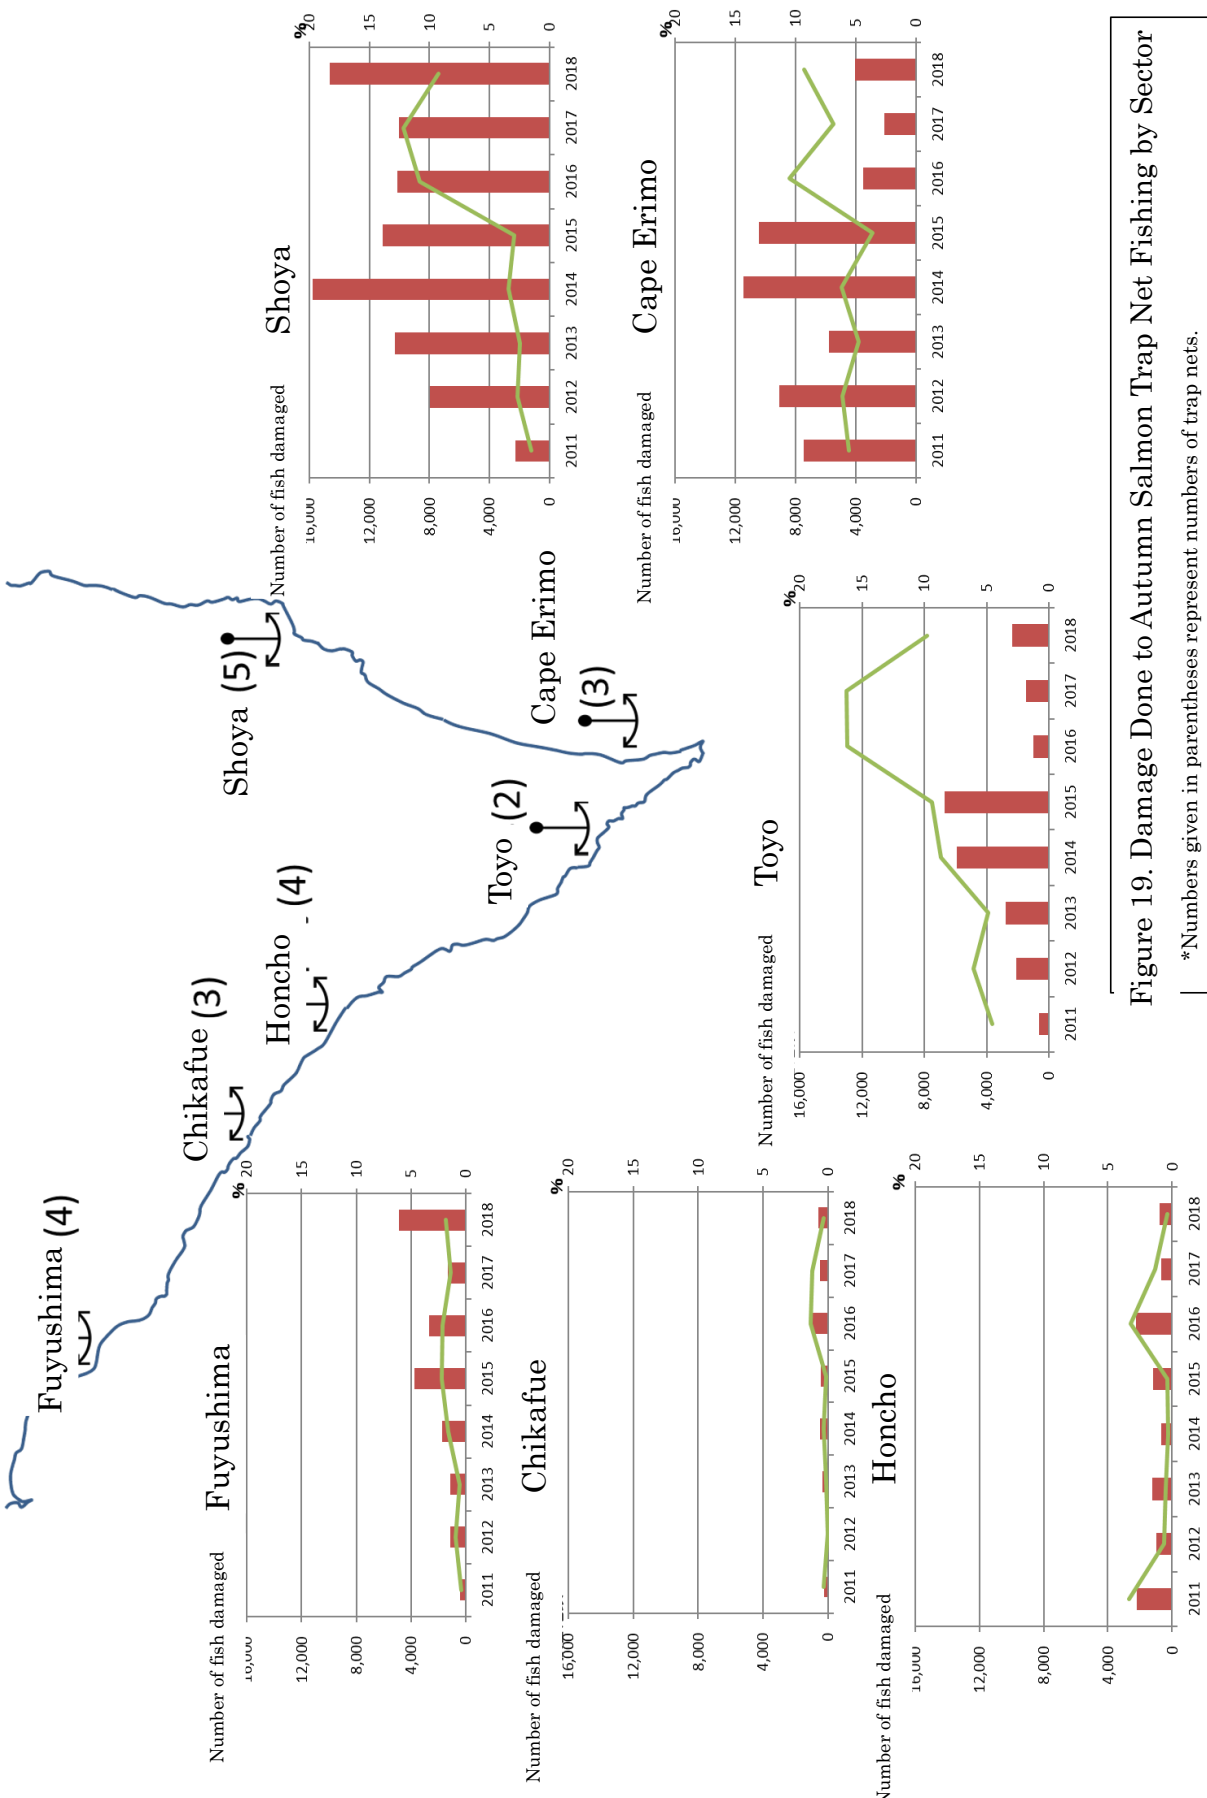 Fuyushima (4)
Chikafue (3)
Honcho (4)
Toyo (2)
Cape Erimo
(3)
Shoya (5)
Fuyushima
Number of fish damaged
%
16,000
12,000
8,000
4,000
0
20
15
10
5
0
2011 2012 2013 2014 2015 2016 2017 2018
Chikafue
Number of fish damaged
%
16,000
12,000
8,000
4,000
0
20
15
10
5
0
2011 2012 2013 2014 2015 2016 2017 2018
Honcho
Number of fish damaged
%
16,000
12,000
8,000
4,000
0
20
15
10
5
0
2011 2012 2013 2014 2015 2016 2017 2018
Toyo
Number of fish damaged
%
16,000
12,000
8,000
4,000
0
20
15
10
5
0
2011 2012 2013 2014 2015 2016 2017 2018
Shoya
Number of fish damaged
%
16,000
12,000
8,000
4,000
0
20
15
10
5
0
2011 2012 2013 2014 2015 2016 2017 2018
Cape Erimo
Number of fish damaged
%
16,000
12,000
8,000
4,000
0
20
15
10
5
0
2011 2012 2013 2014 2015 2016 2017 2018
Figure 19. Damage Done to Autumn Salmon Trap Net Fishing by Sector
*Numbers given in parentheses represent numbers of trap nets.